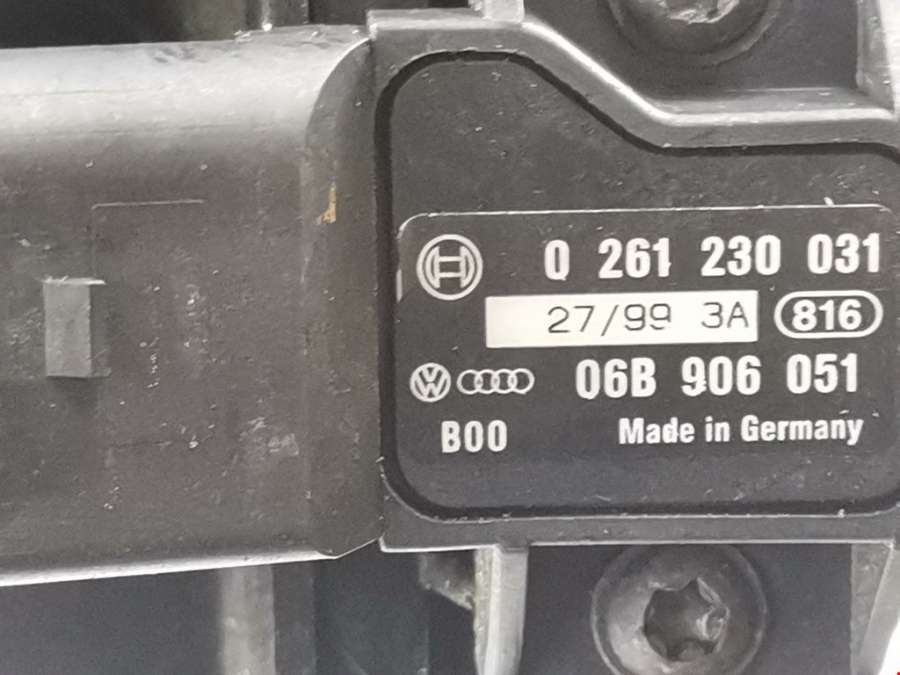 0 261 230 031
27/99 3A 816
06B 906 051
B00 Made in Germany